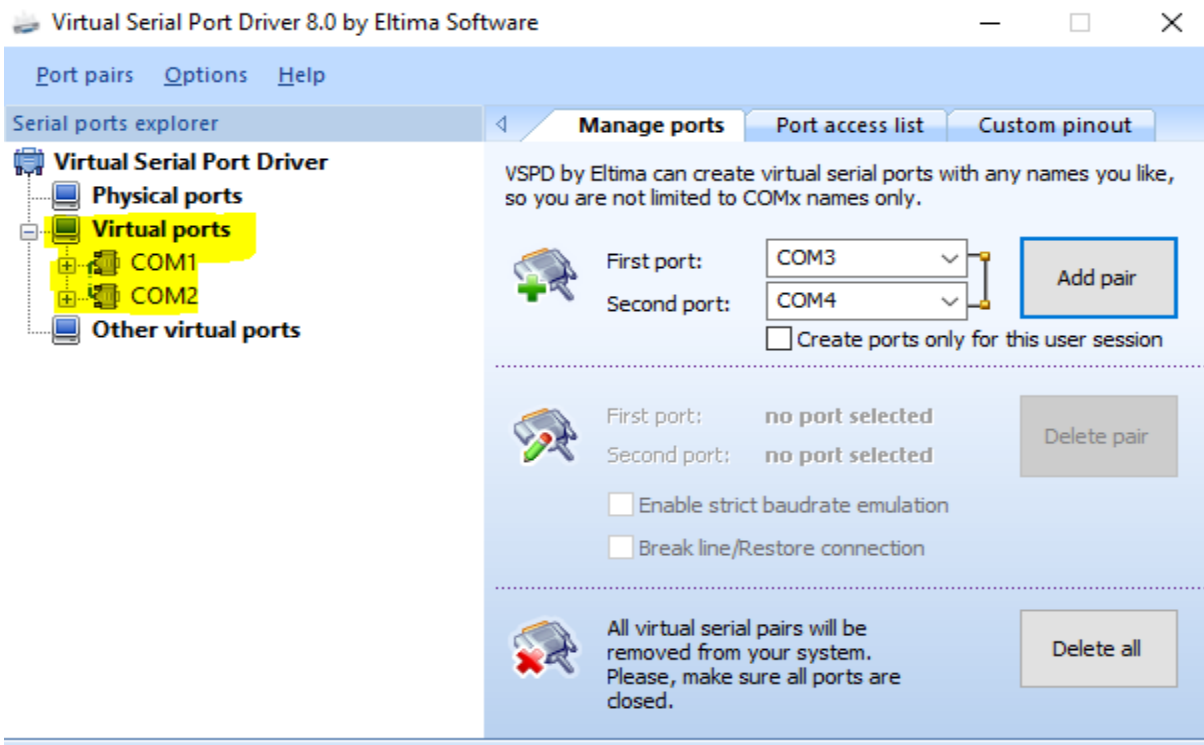 Virtual Serial Port Driver 8.0 by Eltima Software
Port pairs Options Help
Serial ports explorer
Virtual Serial Port Driver
Physical ports
Virtual ports
COM1
COM2
Other virtual ports
Manage ports Port access list Custom pinout
VSPD by Eltima can create virtual serial ports with any names you like,
so you are not limited to COMx names only.
First port: COM3
Second port: COM4
Add pair
Create ports only for this user session
First port: no port selected
Second port: no port selected
Delete pair
Enable strict baudrate emulation
Break line/Restore connection
All virtual serial pairs will be
removed from your system.
Please, make sure all ports are
closed.
Delete all